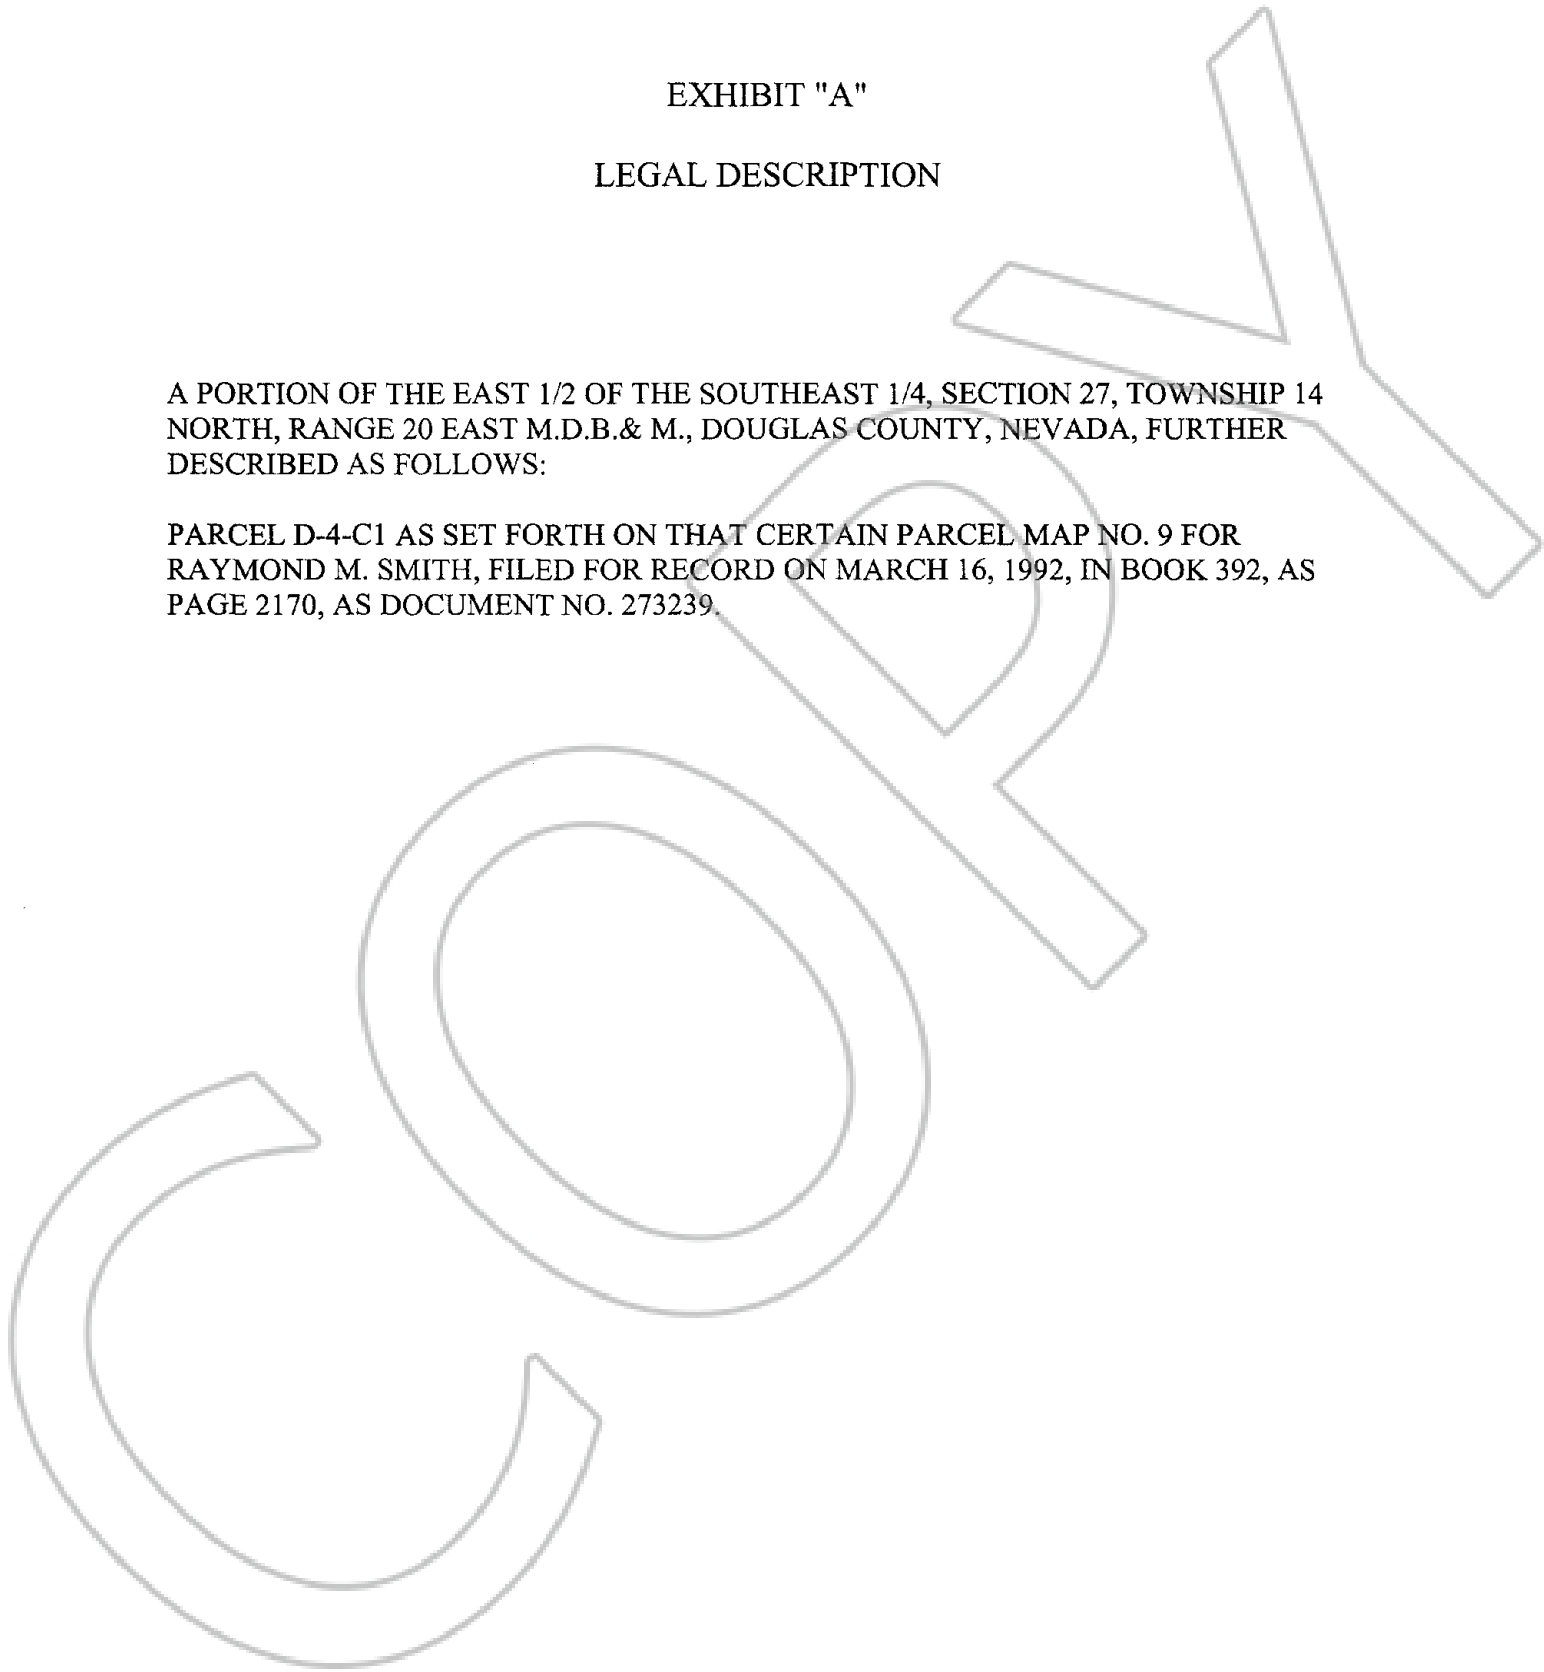 EXHIBIT "A"
LEGAL DESCRIPTION
A PORTION OF THE EAST 1/2 OF THE SOUTHEAST 1/4, SECTION 27, TOWNSHIP 14
NORTH, RANGE 20 EAST M.D.B.& M., DOUGLAS COUNTY, NEVADA, FURTHER
DESCRIBED AS FOLLOWS:
PARCEL D-4-C1 AS SET FORTH ON THAT CERTAIN PARCEL MAP NO. 9 FOR
RAYMOND M. SMITH, FILED FOR RECORD ON MARCH 16, 1992, IN BOOK 392, AS
PAGE 2170, AS DOCUMENT NO. 273239.
COPY